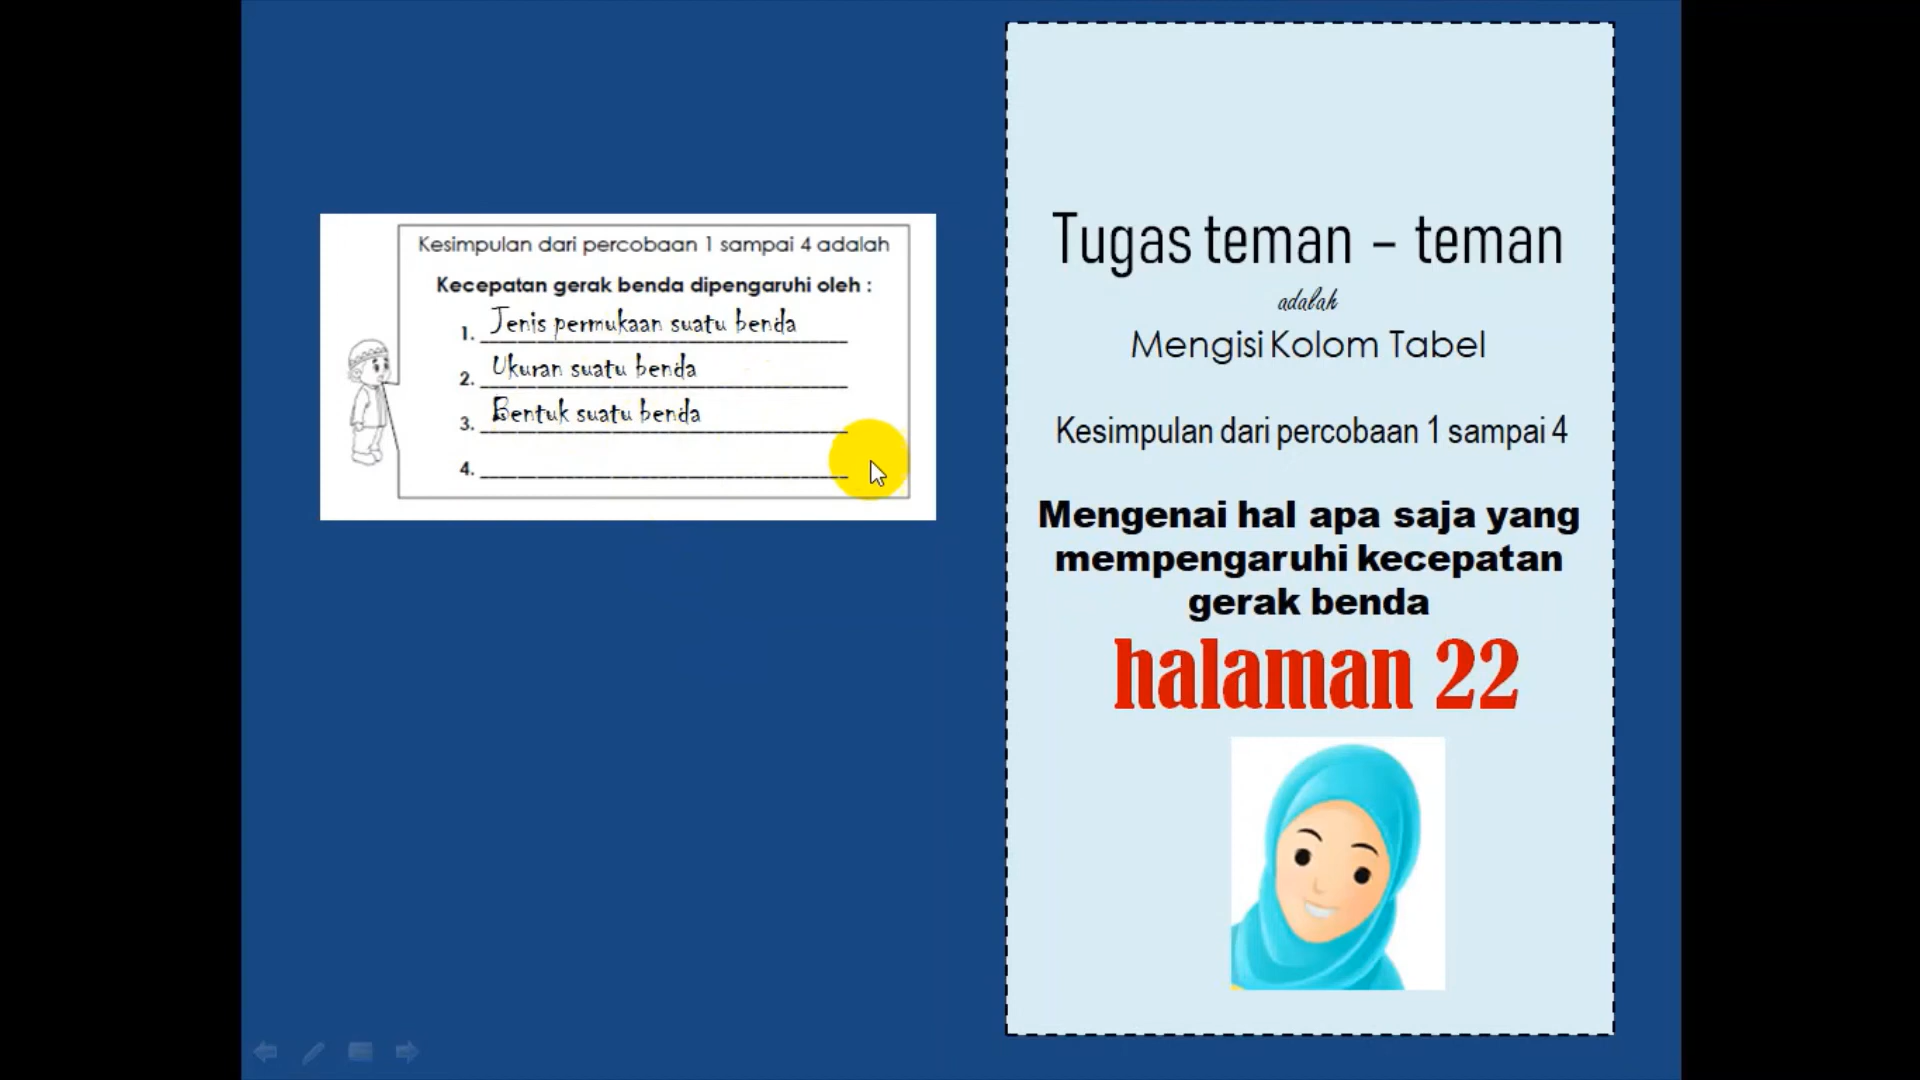 Kesimpulan dari percobaan 1 sampai 4 adalah
Kecepatan gerak benda dipengaruhi oleh :
1. Jenis permukaan suatu benda
2. Ukuran suatu benda
3. Bentuk suatu benda
4.
Tugas teman – teman
adalah
Mengisi Kolom Tabel
Kesimpulan dari percobaan 1 sampai 4
Mengenai hal apa saja yang
mempengaruhi kecepatan
gerak benda
halaman 22